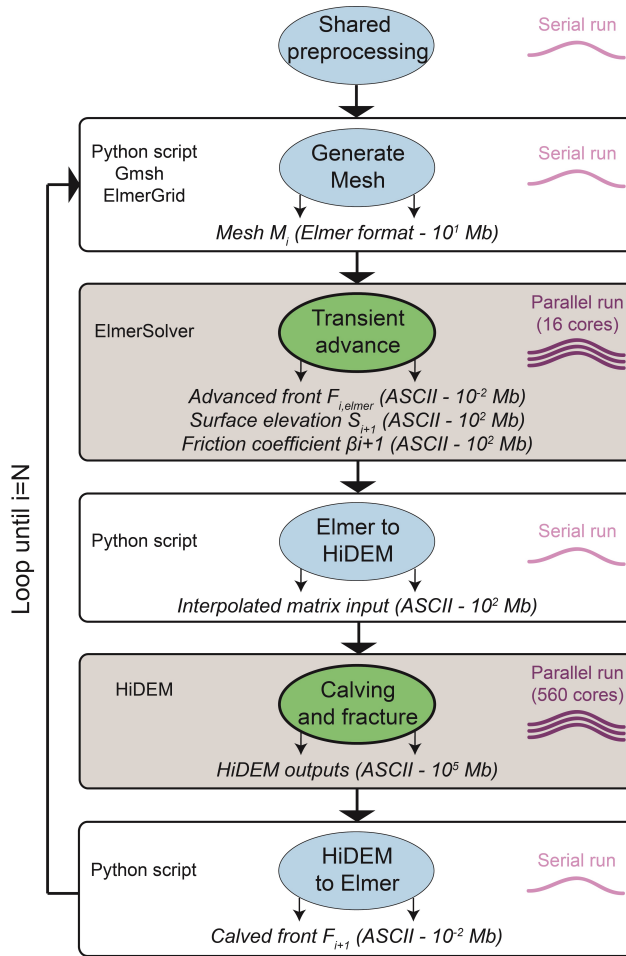 Shared
preprocessing
Serial run
Python script
Gmsh
ElmerGrid
Generate
Mesh
Serial run
Mesh Mᵢ (Elmer format - 10¹ Mb)
ElmerSolver
Transient
advance
Parallel run
(16 cores)
Advanced front F_{i,elmer} (ASCII - 10⁻² Mb)
Surface elevation S_{i+1} (ASCII - 10² Mb)
Friction coefficient βi+1 (ASCII - 10² Mb)
Loop until i=N
Python script
Elmer to
HiDEM
Serial run
Interpolated matrix input (ASCII - 10² Mb)
HiDEM
Calving
and fracture
Parallel run
(560 cores)
HiDEM outputs (ASCII - 10⁵ Mb)
Python script
HiDEM
to Elmer
Serial run
Calved front F_{i+1} (ASCII - 10⁻² Mb)